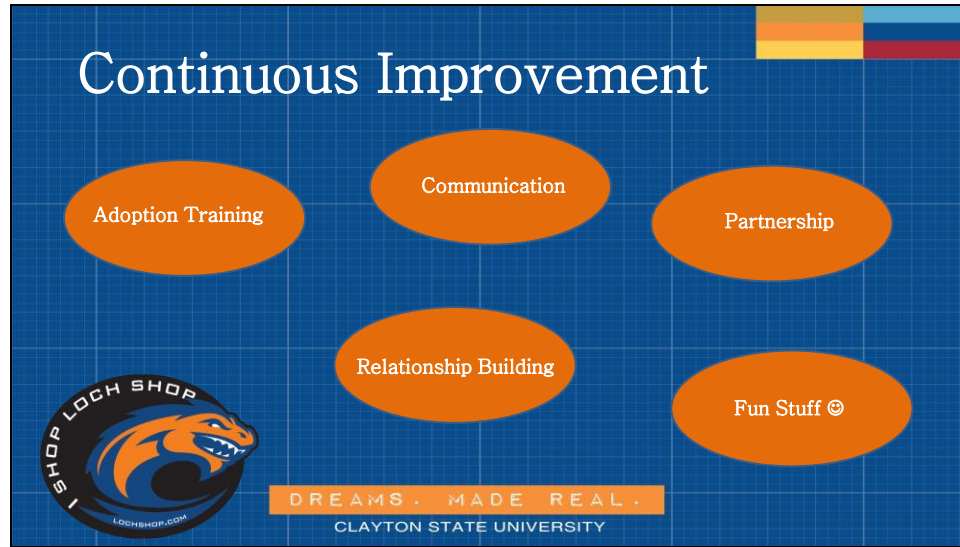 Continuous Improvement
Communication
Adoption Training
Partnership
Relationship Building
Fun Stuff ☺
I SHOP LOCH SHOP
LOCHSHOP.COM
DREAMS. MADE REAL.
CLAYTON STATE UNIVERSITY